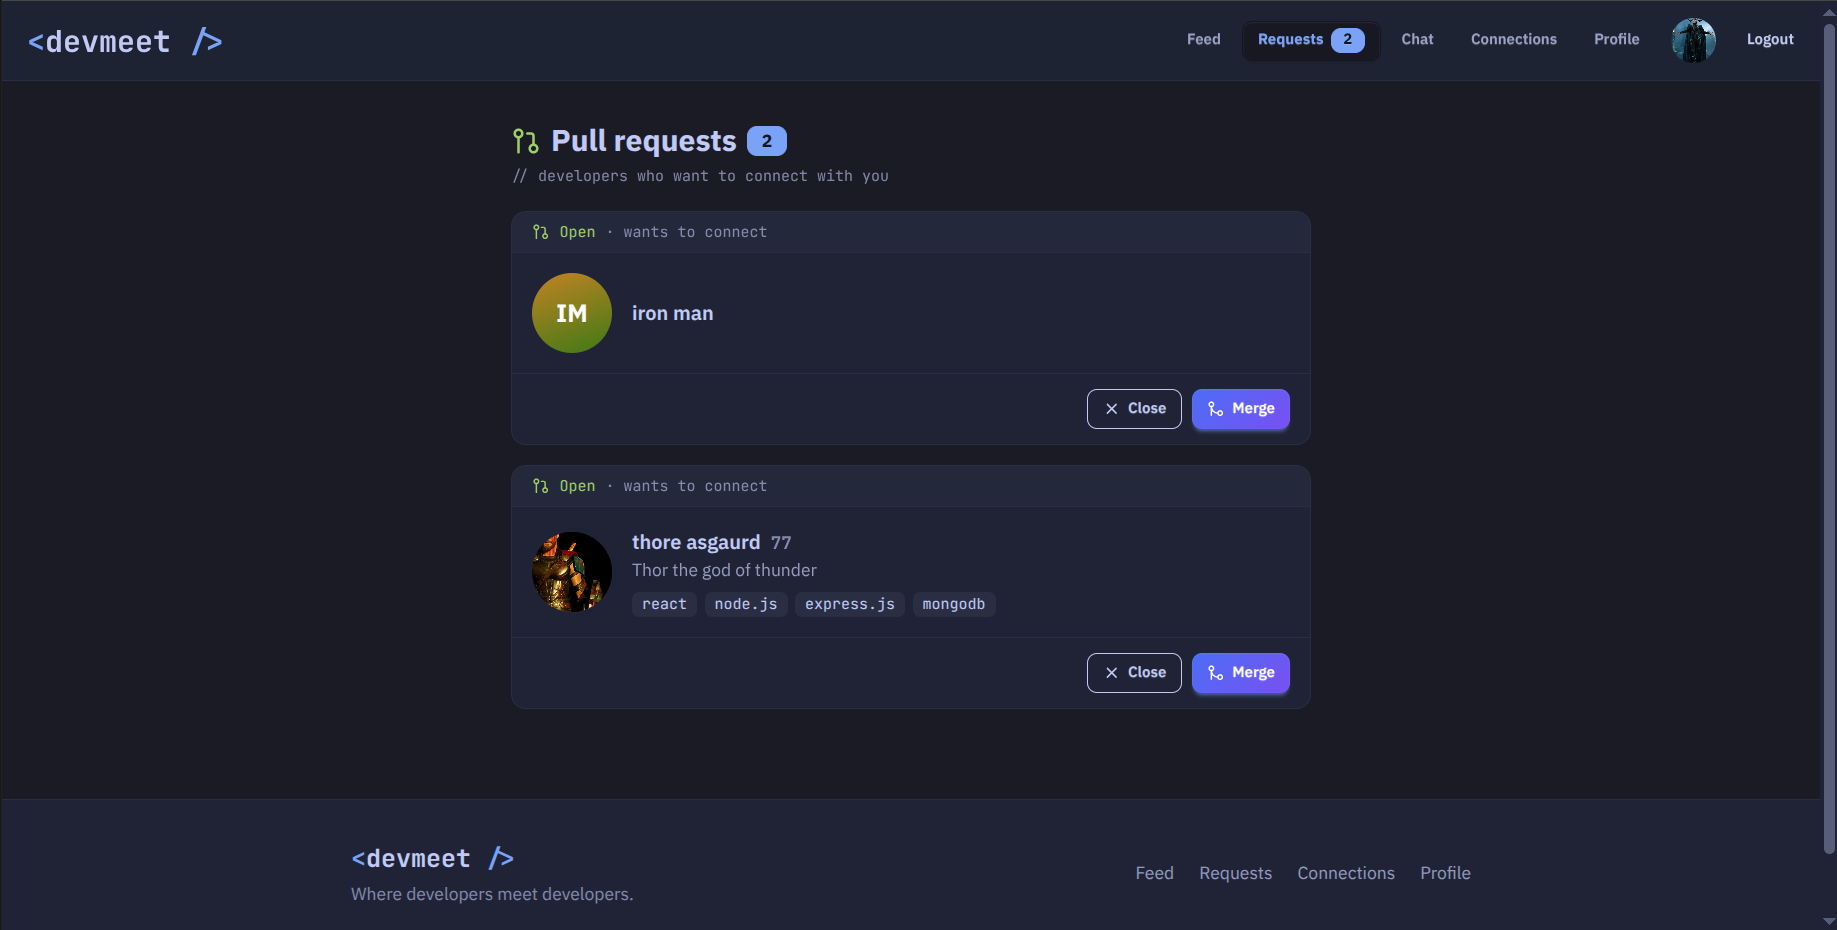 <devmeet />
Feed Requests 2 Chat Connections Profile Logout
Pull requests 2
// developers who want to connect with you
Open · wants to connect
IM iron man
Close Merge
Open · wants to connect
thore asgaurd 77
Thor the god of thunder
react node.js express.js mongodb
Close Merge
<devmeet />
Where developers meet developers.
Feed Requests Connections Profile